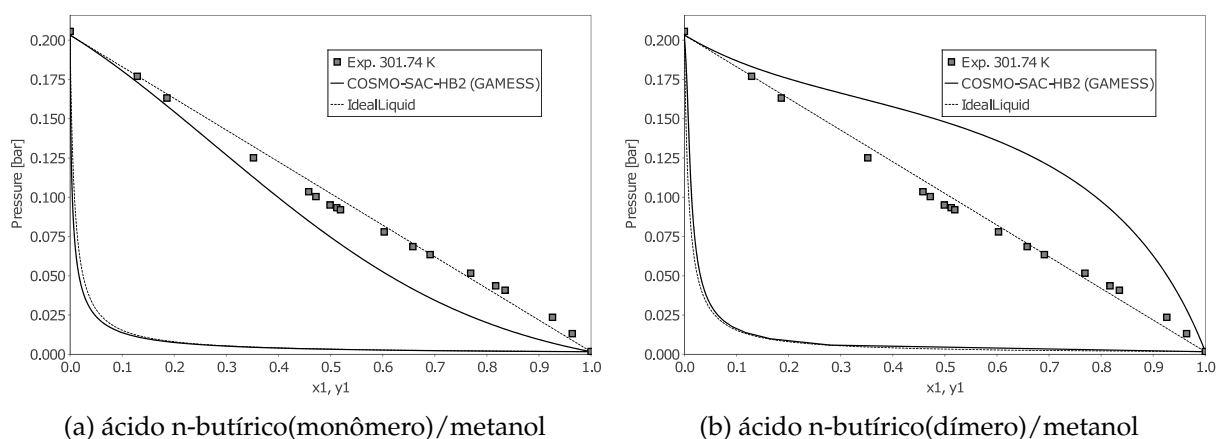 0.200
0.175
0.150
0.125
0.100
0.075
0.050
0.025
0.000
Pressure [bar]
0.0 0.1 0.2 0.3 0.4 0.5 0.6 0.7 0.8 0.9 1.0
x1, y1
Exp. 301.74 K
COSMO-SAC-HB2 (GAMESS)
IdealLiquid
(a) ácido n-butírico(monômero)/metanol
0.200
0.175
0.150
0.125
0.100
0.075
0.050
0.025
0.000
Pressure [bar]
0.0 0.1 0.2 0.3 0.4 0.5 0.6 0.7 0.8 0.9 1.0
x1, y1
Exp. 301.74 K
COSMO-SAC-HB2 (GAMESS)
IdealLiquid
(b) ácido n-butírico(dímero)/metanol